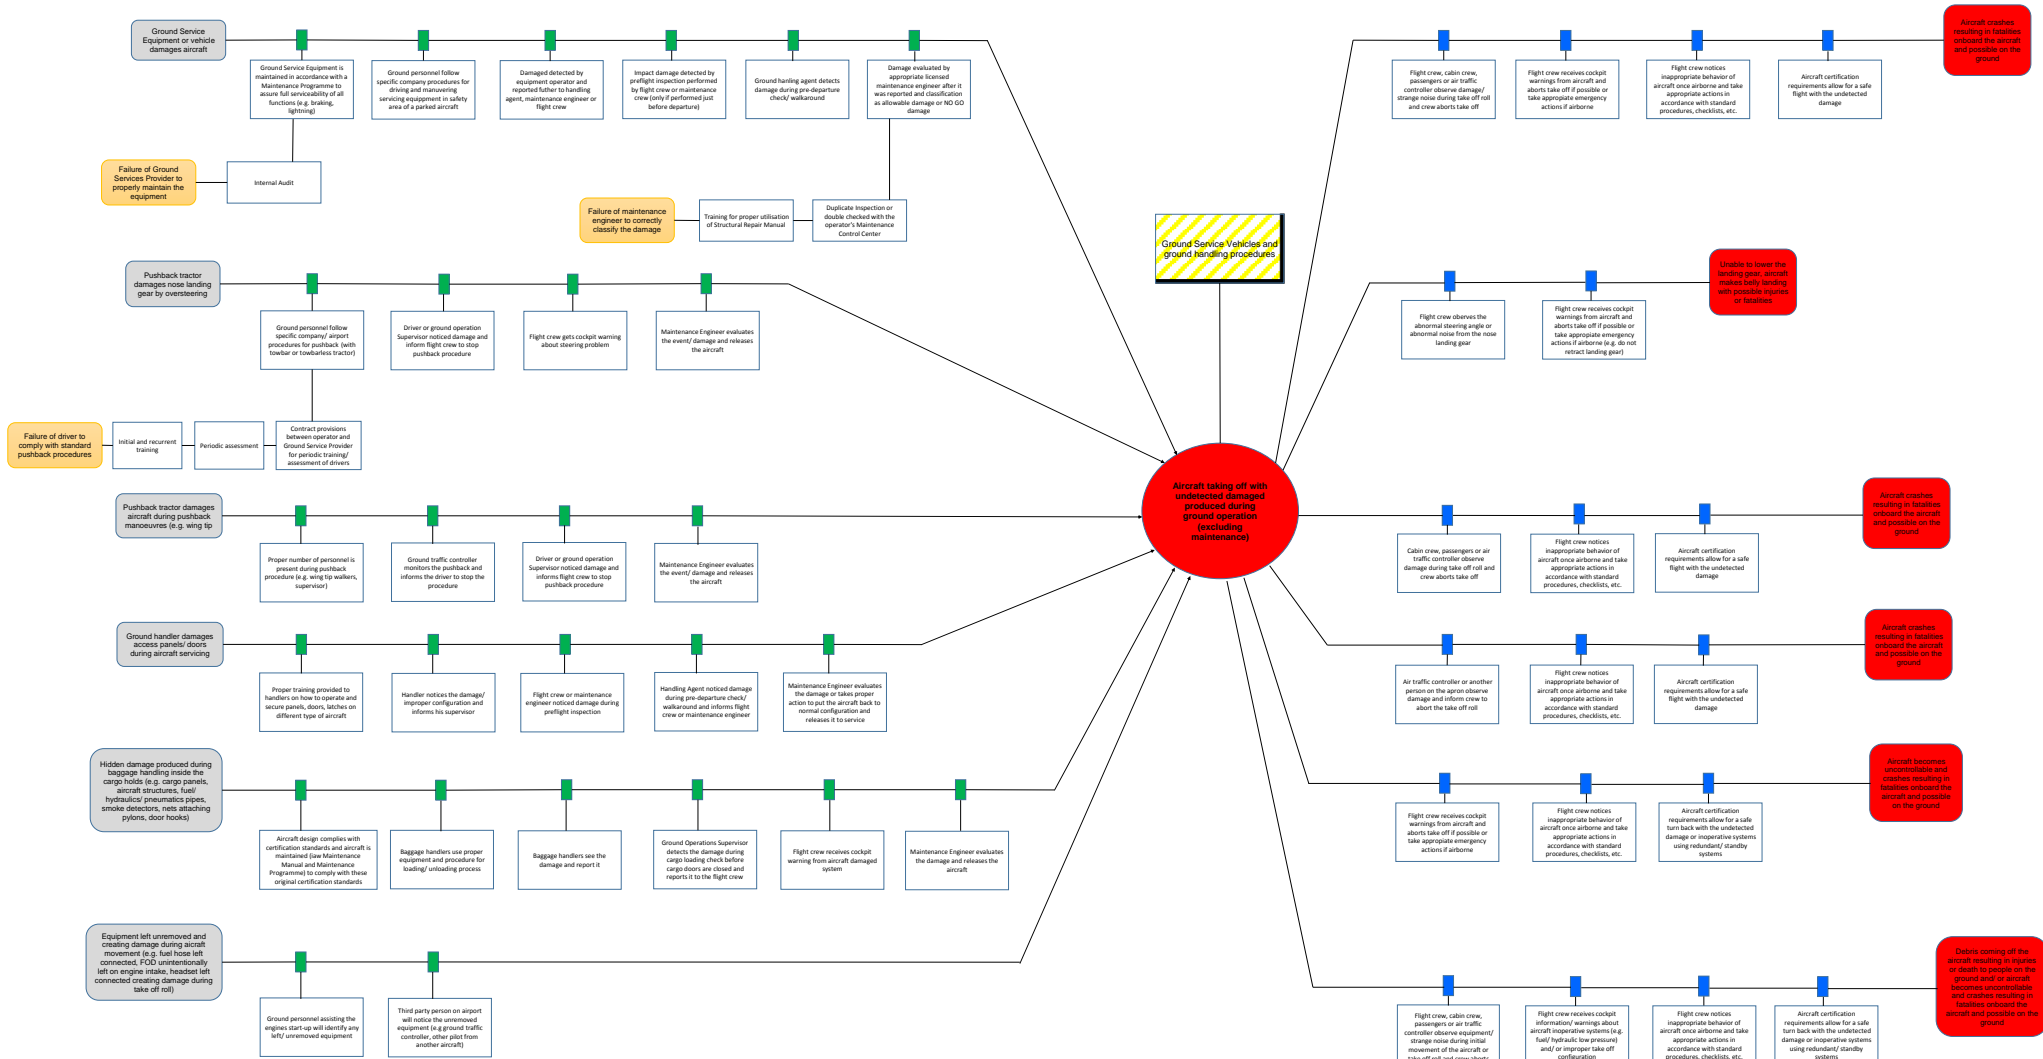 Ground Service
Equipment or vehicle
damages aircraft
Ground Service Equipment is
maintained in accordance with a
Maintenance Programme to
assure full serviceability of all
functions (e.g. braking,
lightning)
Ground personnel follow
specific company procedures for
driving and manuvering
servicing equipment in safety
area of a parked aircraft
Damaged detected by
equipment operator and
reported futher to handling
agent, maintenance engineer or
flight crew
Impact damage detected by
preflight inspection performed
by flight crew or maintenance
crew (only if performed just
before departure)
Ground hanling agent detects
damage during pre-departure
check/ walkaround
Damage evaluated by
appropriate licensed
maintenance engineer after it
was reported and classification
as allowable damage or NO GO
damage
Failure of Ground
Services Provider to
properly maintain the
equipment
Internal Audit
Failure of maintenance
engineer to correctly
classify the damage
Training for proper utilisation
of Structural Repair Manual
Duplicate Inspection or
double checked with the
operator's Maintenance
Control Center
Pushback tractor
damages nose landing
gear by oversteering
Ground personnel follow
specific company/ airport
procedures for pushback (with
towbar or towbarless tractor)
Driver or ground operation
Supervisor noticed damage and
inform flight crew to stop
pushback procedure
Flight crew gets cockpit warning
about steering problem
Maintenance Engineer evaluates
the event/ damage and releases
the aircraft
Failure of driver to
comply with standard
pushback procedures
Initial and recurrent
training
Periodic assessment
Contract provisions
between operator and
Ground Service Provider
for periodic training/
assessment of drivers
Pushback tractor damages
aircraft during pushback
manoeuvres (e.g. wing tip
Proper number of personnel is
present during pushback
procedure (e.g. wing tip walkers,
supervisor)
Ground traffic controller
monitors the pushback and
informs the driver to stop the
procedure
Driver or ground operation
Supervisor noticed damage and
informs flight crew to stop
pushback procedure
Maintenance Engineer evaluates
the event/ damage and releases
the aircraft
Ground handler damages
access panels/ doors
during aircraft servicing
Proper training provided to
handlers on how to operate and
secure panels, doors, latches on
different type of aircraft
Handler notices the damage/
improper configuration and
informs his supervisor
Flight crew or maintenance
engineer noticed damage during
preflight inspection
Handling Agent noticed damage
during pre-departure check/
walkaround and informs flight
crew or maintenance engineer
Maintenance Engineer evaluates
the damage or takes proper
action to put the aircraft back to
normal configuration and
releases it to service
Hidden damage produced during
baggage handling inside the
cargo holds (e.g. cargo panels,
aircraft structures, fuel/
hydraulics/ pneumatics pipes,
smoke detectors, nets attaching
pylons, door hooks)
Aircraft design complies with
certification standards and aircraft is
maintained (iaw Maintenance
Manual and Maintenance
Programme) to comply with these
original certification standards
Baggage handlers use proper
equipment and procedure for
loading/ unloading process
Baggage handlers see the
damage and report it
Ground Operations Supervisor
detects the damage during
cargo loading check before
cargo doors are closed and
reports it to the flight crew
Flight crew receives cockpit
warning from aircraft damaged
system
Maintenance Engineer evaluates
the damage and releases the
aircraft
Equipment left unremoved and
creating damage during aicraft
movement (e.g. fuel hose left
connected, FOD unintentionally
left on engine intake, headset left
connected creating damage during
take off roll)
Ground personnel assisting the
engines start-up will identify any
left/ unremoved equipment
Third party person on airport
will notice the unremoved
equipment (e.g ground traffic
controller, other pilot from
another aircraft)
Ground Service Vehicles and
ground handling procedures
Aircraft taking off with
undetected damaged
produced during
ground operation
(excluding
maintenance)
Flight crew, cabin crew,
passengers or air traffic
controller observe damage/
strange noise during take off roll
and crew aborts take off
Flight crew receives cockpit
warnings from aircraft and
aborts take off if possible or
take appropiate emergency
actions if airborne
Flight crew notices
inappropriate behavior of
aircraft once airborne and take
appropriate actions in
accordance with standard
procedures, checklists, etc.
Aircraft certification
requirements allow for a safe
flight with the undetected
damage
Aircraft crashes
resulting in fatalities
onboard the aircraft
and possible on the
ground
Flight crew oberves the
abnormal steering angle or
abnormal noise from the nose
landing gear
Flight crew receives cockpit
warnings from aircraft and
aborts take off if possible or
take appopiate emergency
actions if airborne (e.g. do not
retract landing gear)
Unable to lower the
landing gear, aircraft
makes belly landing
with possible injuries
or fatalities
Cabin crew, passengers or air
traffic controller observe
damage during take off roll and
crew aborts take off
Flight crew notices
inappropriate behavior of
aircraft once airborne and take
appropriate actions in
accordance with standard
procedures, checklists, etc.
Aircraft certification
requirements allow for a safe
flight with the undetected
damage
Aircraft crashes
resulting in fatalities
onboard the aircraft
and possible on the
ground
Air traffic controller or another
person on the apron observe
damage and inform crew to
abort the take off roll
Flight crew notices
inappropriate behavior of
aircraft once airborne and take
appropriate actions in
accordance with standard
procedures, checklists, etc.
Aircraft certification
requirements allow for a safe
flight with the undetected
damage
Aircraft crashes
resulting in fatalities
onboard the aircraft
and possible on the
ground
Flight crew receives cockpit
warnings from aircraft and
aborts take off if possible or
take appropiate emergency
actions if airborne
Flight crew notices
inappropriate behavior of
aircraft once airborne and take
appropriate actions in
accordance with standard
procedures, checklists, etc.
Aircraft certification
requirements allow for a safe
turn back with the undetected
damage or inoperative systems
using redundant/ standby
systems
Aircraft becomes
uncontrollable and
crashes resulting in
fatalities onboard
the aircraft and possible
on the ground
Flight crew, cabin crew,
passengers or air traffic
controller observe equipment/
strange noise during initial
movement of the aircraft or
take off roll and crew aborts
Flight crew receives cockpit
information/ warnings about
aircraft inoperative systems (e.g.
fuel/ hydraulic low pressure)
and/ or improper take off
configuration
Flight crew notices
inappropriate behavior of
aircraft once airborne and take
appropriate actions in
accordance with standard
procedures, checklists, etc.
Aircraft certification
requirements allow for a safe
turn back with the undetected
damage or inoperative systems
using redundant/ standby
systems
Debris coming off the
aircraft resulting in injuries
or death to people on the
ground and/ or aircraft
becomes uncontrollable
and crashes resulting in
fatalities onboard the
aircraft and possible on the
ground